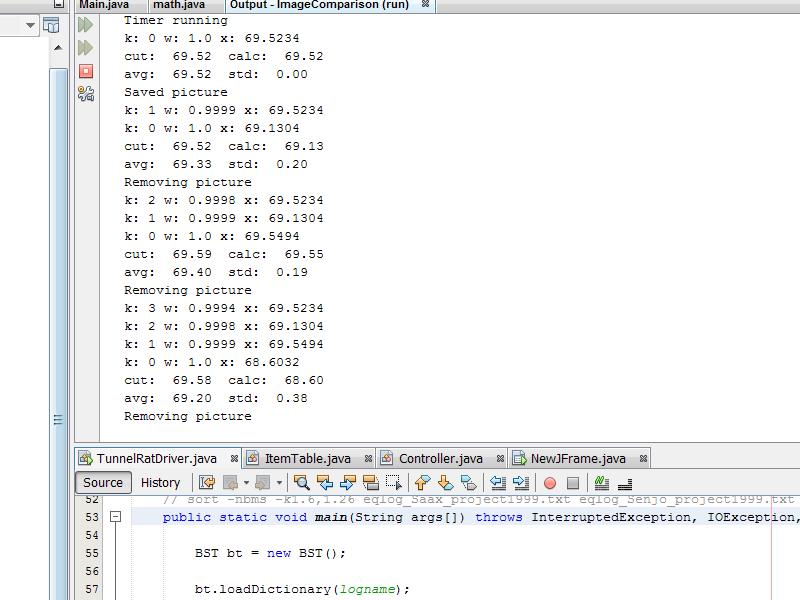 Main.java math.java Output - ImageComparison (run)
Timer running
k: 0 w: 1.0 x: 69.5234
cut:  69.52  calc:  69.52
avg:  69.52  std:  0.00
Saved picture
k: 1 w: 0.9999 x: 69.5234
k: 0 w: 1.0 x: 69.1304
cut:  69.52  calc:  69.13
avg:  69.33  std:  0.20
Removing picture
k: 2 w: 0.9998 x: 69.5234
k: 1 w: 0.9999 x: 69.1304
k: 0 w: 1.0 x: 69.5494
cut:  69.59  calc:  69.55
avg:  69.40  std:  0.19
Removing picture
k: 3 w: 0.9994 x: 69.5234
k: 2 w: 0.9998 x: 69.1304
k: 1 w: 0.9999 x: 69.5494
k: 0 w: 1.0 x: 68.6032
cut:  69.58  calc:  68.60
avg:  69.20  std:  0.38
Removing picture
TunnelRatDriver.java ItemTable.java Controller.java NewJFrame.java
Source History
52 // sort -nbms -k1.6,1.26 eqlog_Saax_project1999.txt eqlog_Senjo_project1999.txt
53 public static void main(String args[]) throws InterruptedException, IOException,
54
55 BST bt = new BST();
56
57 bt.loadDictionary(logname);